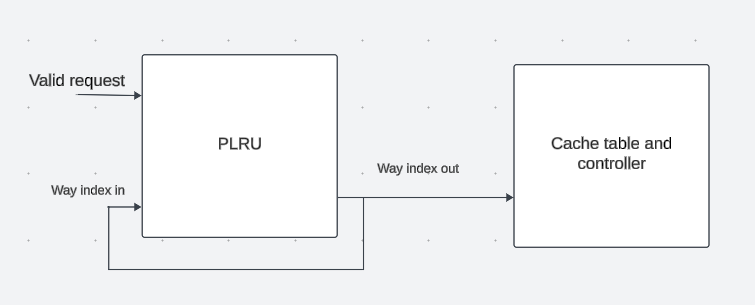 Valid request
PLRU
Cache table and
controller
Way index out
Way index in